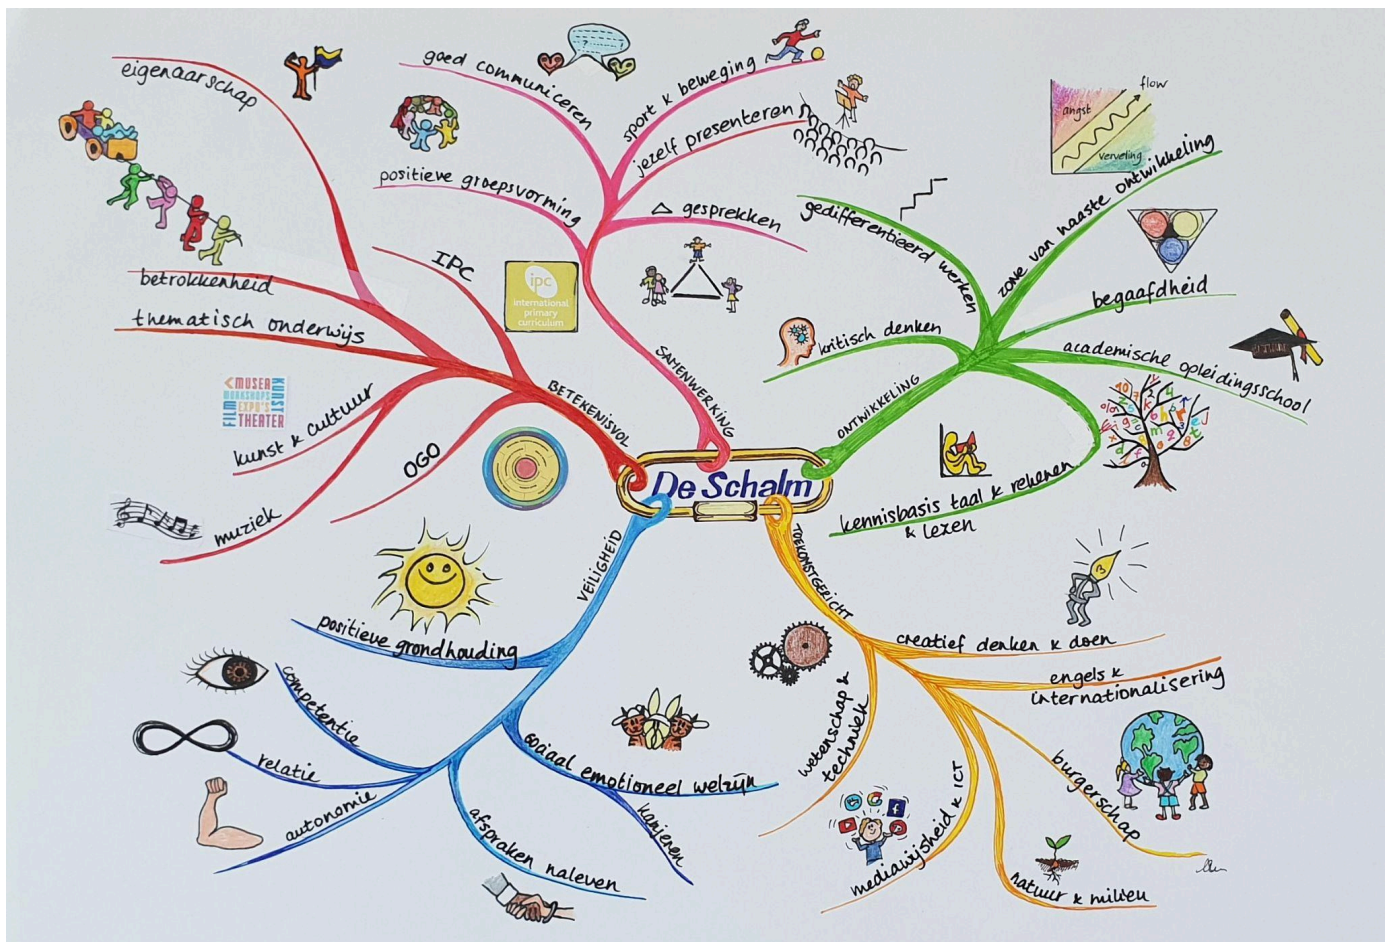 De Schalm
BETEKENISVOL
eigenaarschap
betrokkenheid
thematisch onderwijs
kunst & cultuur
muziek
OGO
IPC
ipc
international
primary
curriculum
MUSEA
WORKSHOPS
EXPO'S
THEATER
FILM
KUNST
SAMENWERKING
goed communiceren
?
positieve groepsvorming
sport & beweging
jezelf presenteren
△ gesprekken
ONTWIKKELING
gedifferentieerd werken
zone van naaste ontwikkeling
angst
flow
verveling
begaafdheid
academische opleidingsschool
kritisch denken
kennisbasis taal & rekenen
& lezen
TOEKOMSTGERICHT
creatief denken & doen
engels &
internationalisering
burgerschap
natuur & milieu
mediawijsheid & ICT
wetenschap &
techniek
VEILIGHEID
positieve grondhouding
competentie
relatie
autonomie
afspraken naleven
sociaal emotioneel welzijn
kanjeren